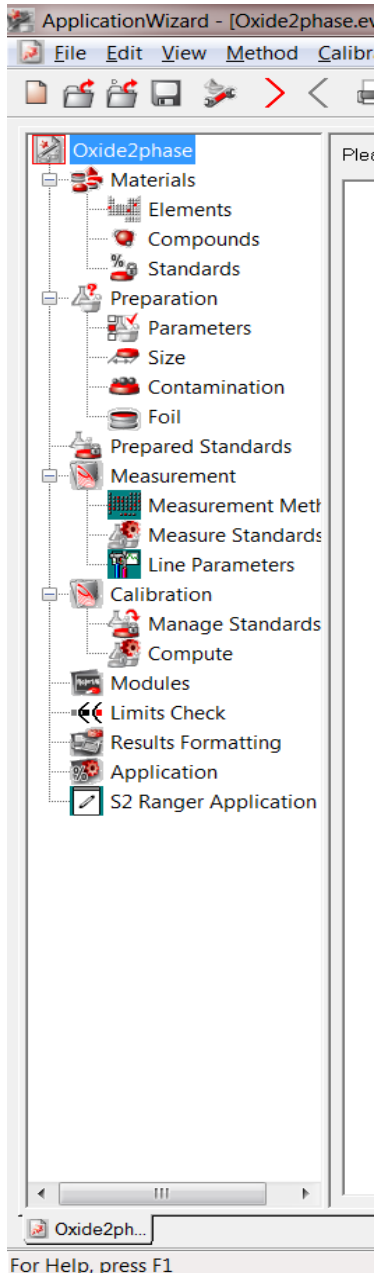 ApplicationWizard - [Oxide2phase.ev
File Edit View Method Calibra
Plea
Oxide2phase
Materials
Elements
Compounds
Standards
Preparation
Parameters
Size
Contamination
Foil
Prepared Standards
Measurement
Measurement Meth
Measure Standards
Line Parameters
Calibration
Manage Standards
Compute
Modules
Limits Check
Results Formatting
Application
S2 Ranger Application
Oxide2ph...
For Help, press F1